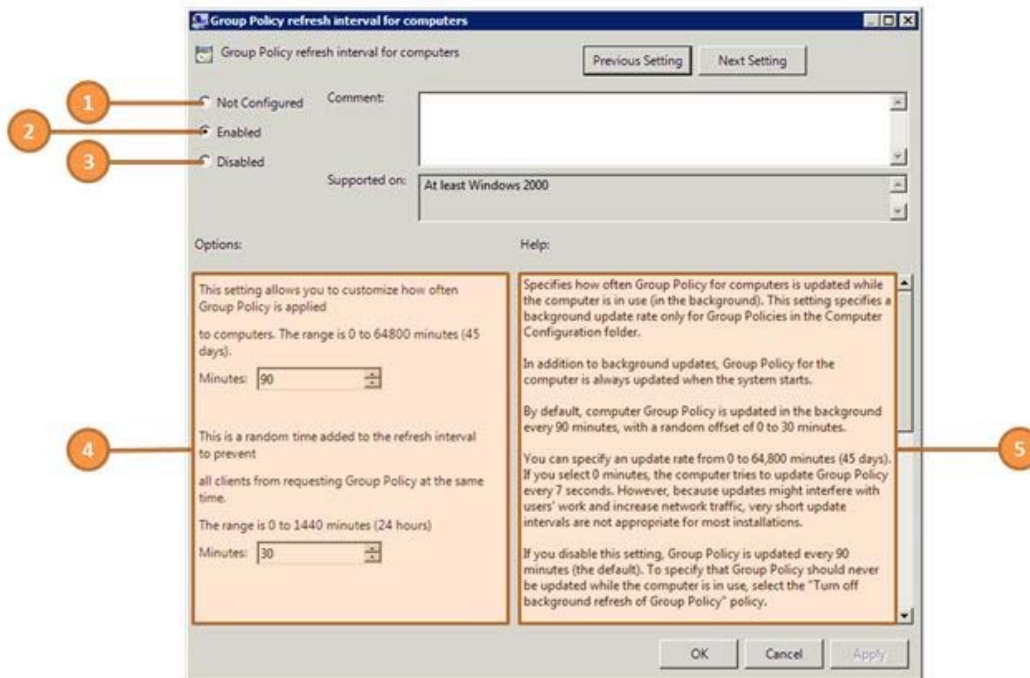 Group Policy refresh interval for computers
Group Policy refresh interval for computers
Previous Setting
Next Setting
1
Not Configured
Comment:
2
Enabled
3
Disabled
Supported on:
At least Windows 2000
Options:
Help:
This setting allows you to customize how often
Group Policy is applied
to computers. The range is 0 to 64800 minutes (45
days).
Minutes: 90
4
This is a random time added to the refresh interval
to prevent
all clients from requesting Group Policy at the same
time.
The range is 0 to 1440 minutes (24 hours)
Minutes: 30
Specifies how often Group Policy for computers is updated while
the computer is in use (in the background). This setting specifies a
background update rate only for Group Policies in the Computer
Configuration folder.
In addition to background updates, Group Policy for the
computer is always updated when the system starts.
By default, computer Group Policy is updated in the background
every 90 minutes, with a random offset of 0 to 30 minutes.
5
You can specify an update rate from 0 to 64,800 minutes (45 days).
If you select 0 minutes, the computer tries to update Group Policy
every 7 seconds. However, because updates might interfere with
users' work and increase network traffic, very short update
intervals are not appropriate for most installations.
If you disable this setting, Group Policy is updated every 90
minutes (the default). To specify that Group Policy should never
be updated while the computer is in use, select the "Turn off
background refresh of Group Policy" policy.
OK
Cancel
Apply